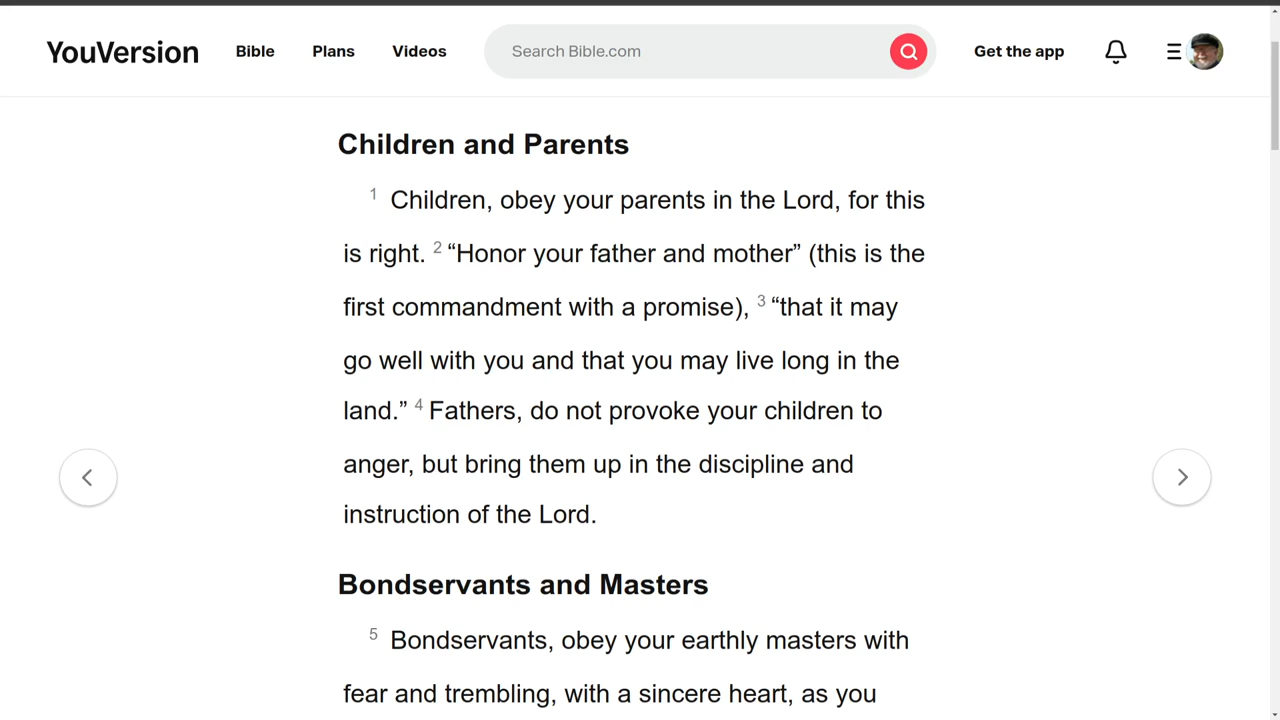 YouVersion Bible Plans Videos Search Bible.com Get the app
Children and Parents
1 Children, obey your parents in the Lord, for this
is right. 2 “Honor your father and mother” (this is the
first commandment with a promise), 3 “that it may
go well with you and that you may live long in the
land.” 4 Fathers, do not provoke your children to
anger, but bring them up in the discipline and
instruction of the Lord.
Bondservants and Masters
5 Bondservants, obey your earthly masters with
fear and trembling, with a sincere heart, as you